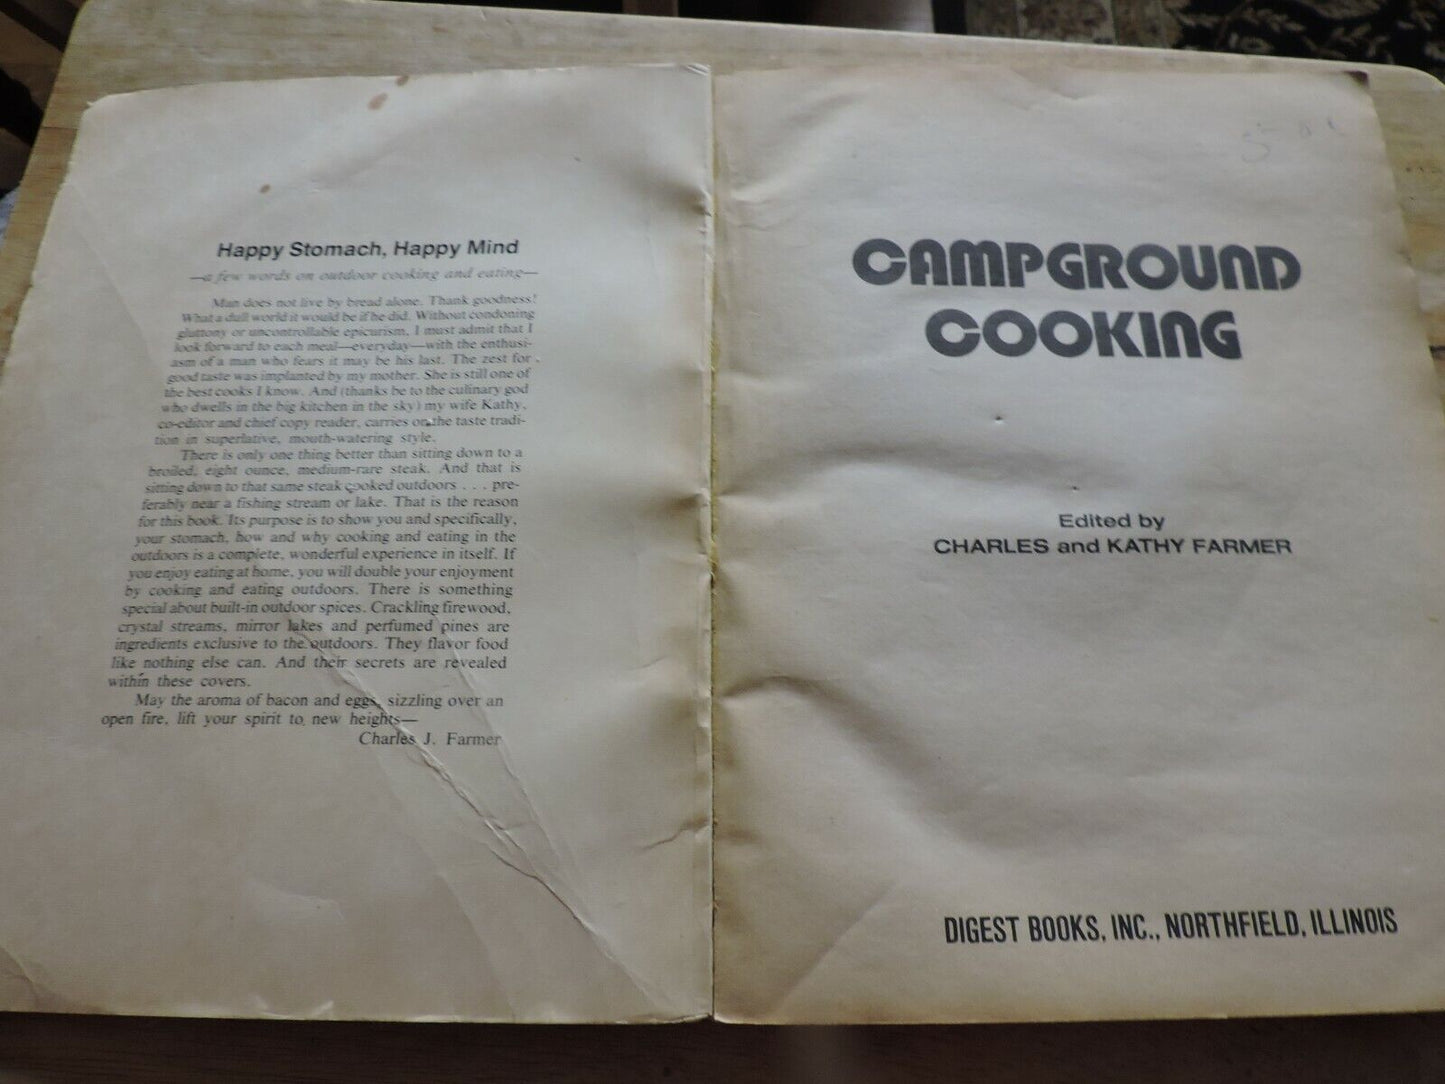 Happy Stomach, Happy Mind
—a few words on outdoor cooking and eating—
Man does not live by bread alone. Thank goodness!
What a dull world it would be if he did. Without condoning
gluttony or uncontrollable epicurism, I must admit that I
look forward to each meal—everyday—with the enthusi-
asm of a man who fears it may be his last. The zest for
good taste was implanted by my mother. She is still one of
the best cooks I know. And (thanks be to the culinary god
who dwells in the big kitchen in the sky) my wife Kathy,
co-editor and chief copy reader, carries on the taste tradi-
tion in superlative, mouth-watering style.
There is only one thing better than sitting down to a
broiled, eight ounce, medium-rare steak. And that is
sitting down to that same steak cooked outdoors . . . pre-
ferably near a fishing stream or lake. That is the reason
for this book. Its purpose is to show you and specifically,
your stomach, how and why cooking and eating in the
outdoors is a complete, wonderful experience in itself. If
you enjoy eating at home, you will double your enjoyment
by cooking and eating outdoors. There is something
special about built-in outdoor spices. Crackling firewood,
crystal streams, mirror lakes and perfumed pines are
ingredients exclusive to the outdoors. They flavor food
like nothing else can. And their secrets are revealed
within these covers.
May the aroma of bacon and eggs, sizzling over an
open fire, lift your spirit to new heights—
Charles J. Farmer
CAMPGROUND
COOKING
Edited by
CHARLES and KATHY FARMER
DIGEST BOOKS, INC., NORTHFIELD, ILLINOIS